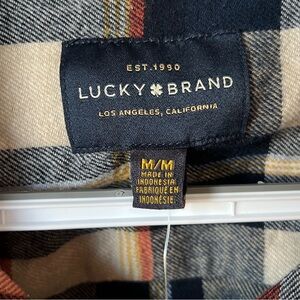 EST.1990
LUCKY BRAND
LOS ANGELES, CALIFORNIA
M/M
MADE IN
INDONESIA
FABRIQUÉ EN
INDONÉSIE